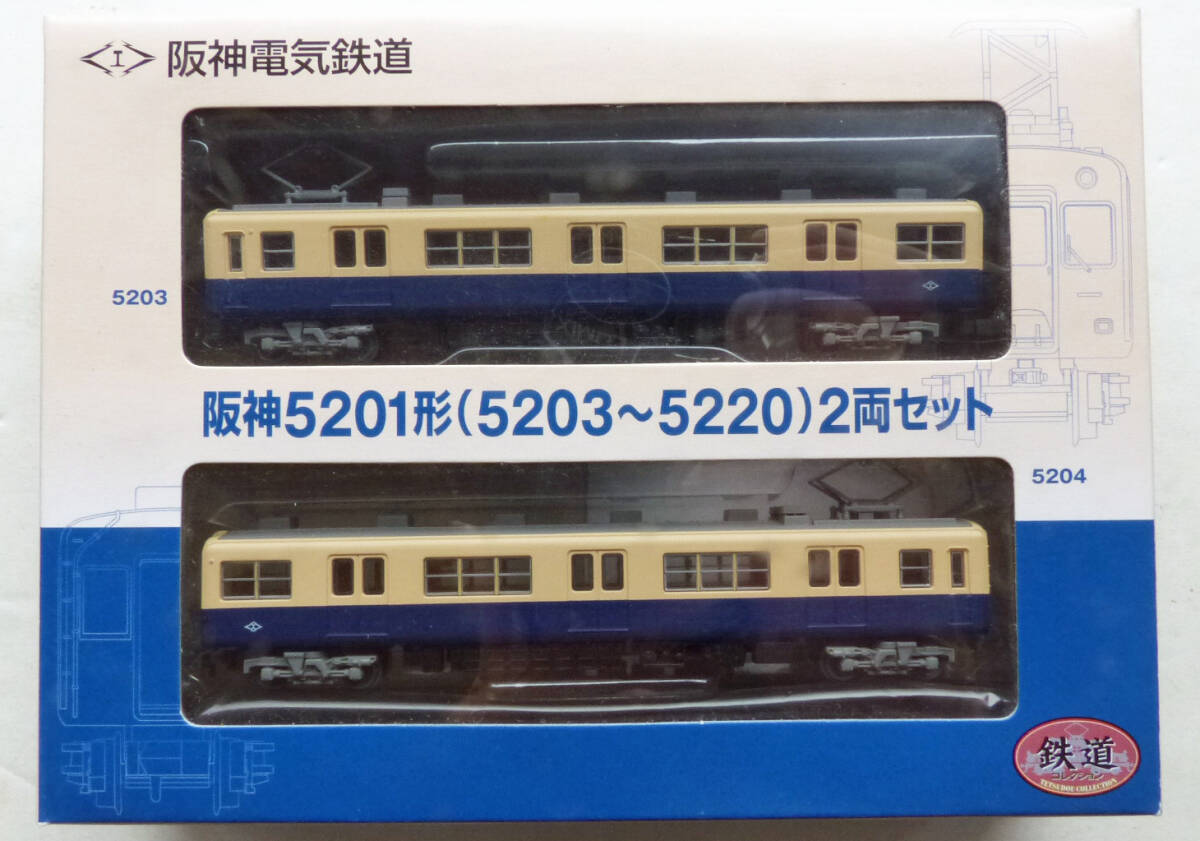 阪神電気鉄道
5203
阪神5201形(5203〜5220)2両セット
5204
鉄道
コレクション
TETSUDOU COLLECTION